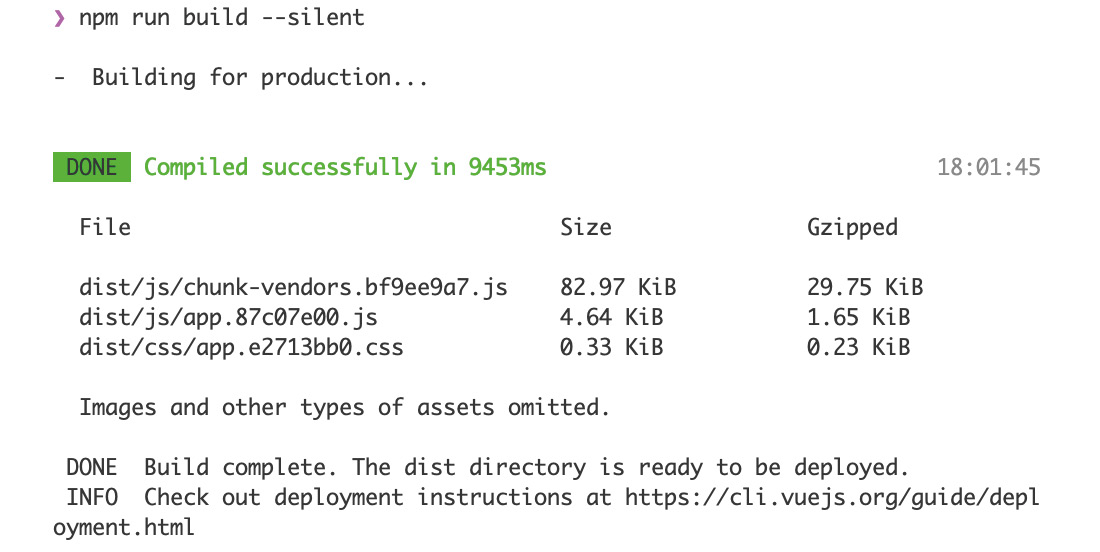 ❯ npm run build --silent
-  Building for production...
DONE  Compiled successfully in 9453ms  18:01:45
File  Size  Gzipped
dist/js/chunk-vendors.bf9ee9a7.js  82.97 KiB  29.75 KiB
dist/js/app.87c07e00.js  4.64 KiB  1.65 KiB
dist/css/app.e2713bb0.css  0.33 KiB  0.23 KiB
Images and other types of assets omitted.
DONE  Build complete. The dist directory is ready to be deployed.
INFO  Check out deployment instructions at https://cli.vuejs.org/guide/depl
oyment.html